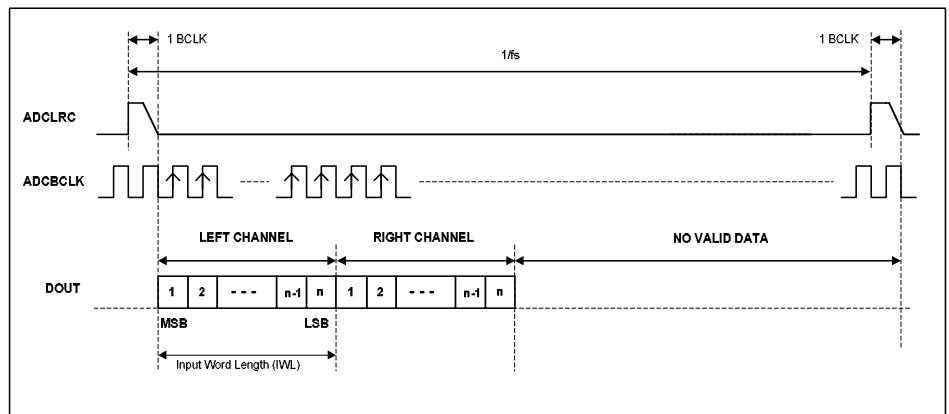 1 BCLK
1 BCLK
1/fs
ADCLRC
ADCBCLK
LEFT CHANNEL
RIGHT CHANNEL
NO VALID DATA
DOUT
1 2 - - - n-1 n 1 2 - - - n-1 n
MSB
LSB
Input Word Length (IWL)